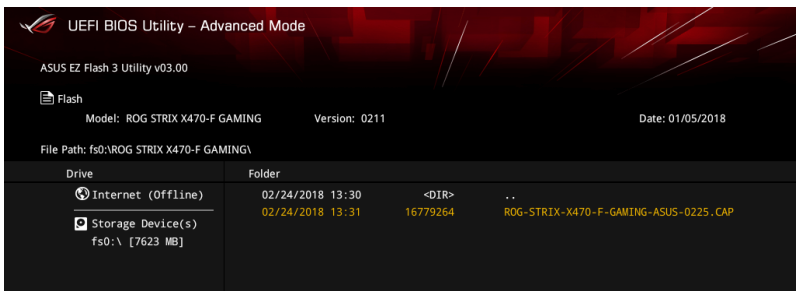 UEFI BIOS Utility – Advanced Mode
ASUS EZ Flash 3 Utility v03.00
Flash
Model: ROG STRIX X470-F GAMING Version: 0211 Date: 01/05/2018
File Path: fs0:\ROG STRIX X470-F GAMING\
Drive Folder
Internet (Offline) 02/24/2018 13:30 <DIR> ..
02/24/2018 13:31 16779264 ROG-STRIX-X470-F-GAMING-ASUS-0225.CAP
Storage Device(s)
fs0:\ [7623 MB]